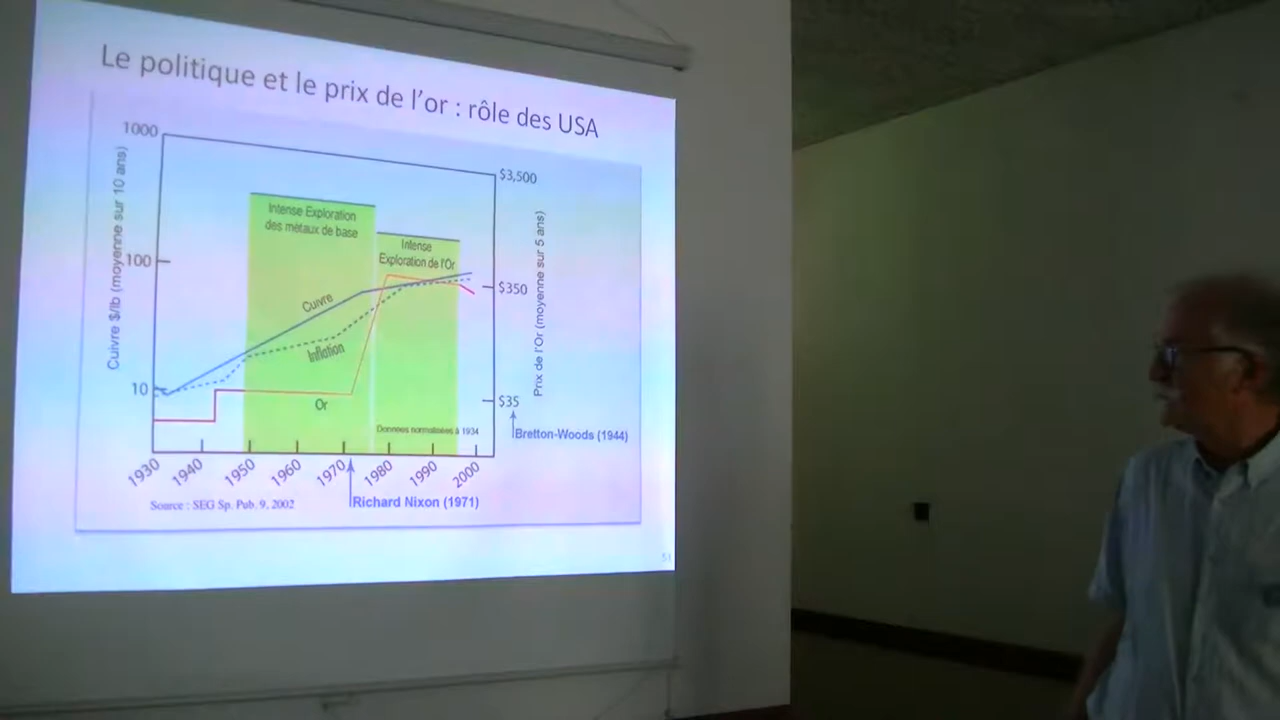 Le politique et le prix de l'or : rôle des USA
1000
100
10
Cuivre $/lb (moyenne sur 10 ans)
Intense Exploration
des métaux de base
Intense
Exploration de l'Or
Cuivre
Inflation
Or
Données normalisées à 1934
$3,500
$350
$35
Prix de l'Or (moyenne sur 5 ans)
Bretton-Woods (1944)
1930
1940
1950
1960
1970
1980
1990
2000
Richard Nixon (1971)
Source : SEG Sp. Pub. 9, 2002
51